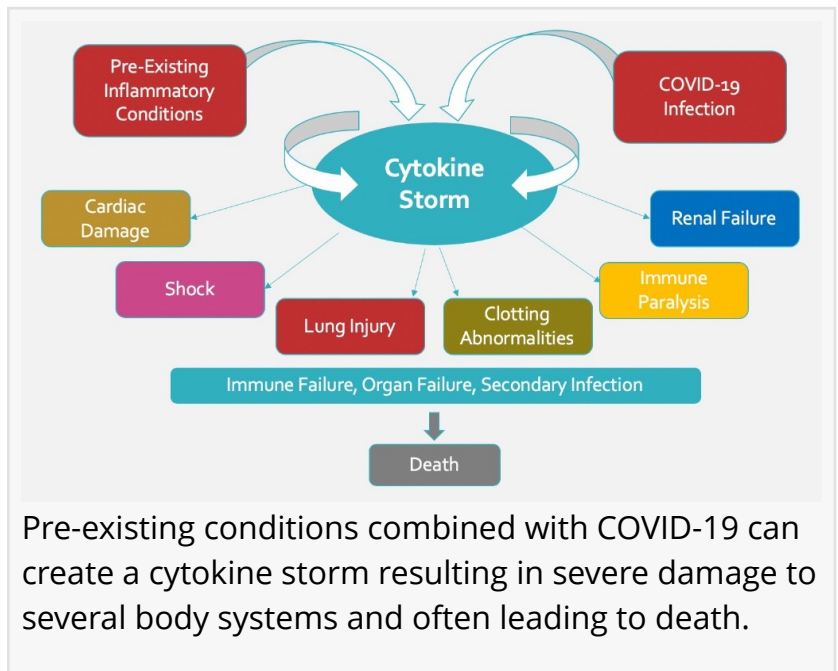 Pre-Existing
Inflammatory
Conditions
COVID-19
Infection
Cytokine
Storm
Cardiac
Damage
Renal Failure
Shock
Immune
Paralysis
Lung Injury
Clotting
Abnormalities
Immune Failure, Organ Failure, Secondary Infection
Death
Pre-existing conditions combined with COVID-19 can
create a cytokine storm resulting in severe damage to
several body systems and often leading to death.